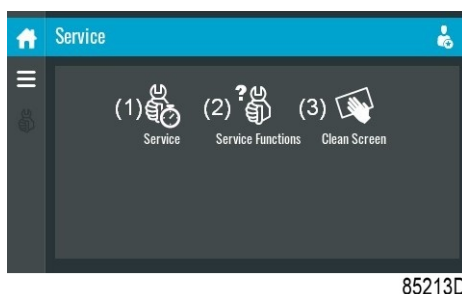 Service
(1) (2) ? (3)
Service Service Functions Clean Screen
85213D